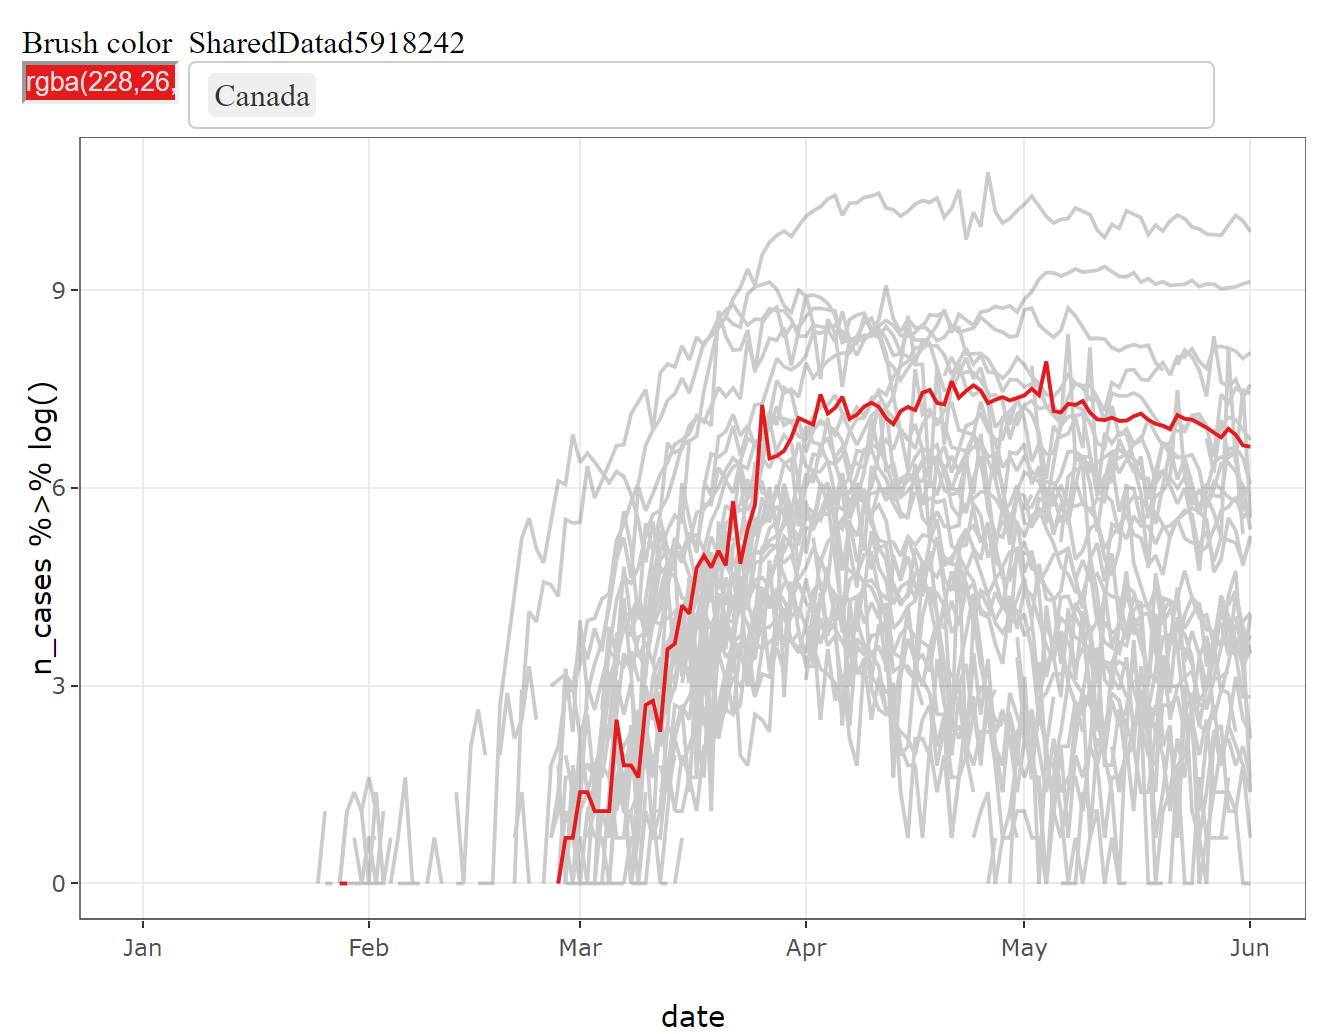 Brush color SharedDatad5918242
rgba(228,26,
Canada
n_cases %>% log()
9
6
3
0
Jan Feb Mar Apr May Jun
date